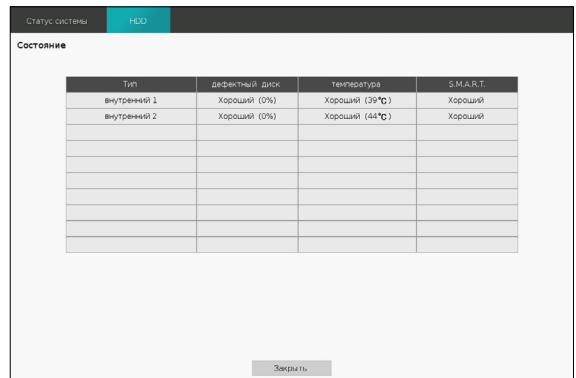 Статус системы HDD
Состояние
Тип дефектный диск температура S.M.A.R.T.
внутренний 1 Хороший (0%) Хороший (39℃) Хороший
внутренний 2 Хороший (0%) Хороший (44℃) Хороший
Закрыть